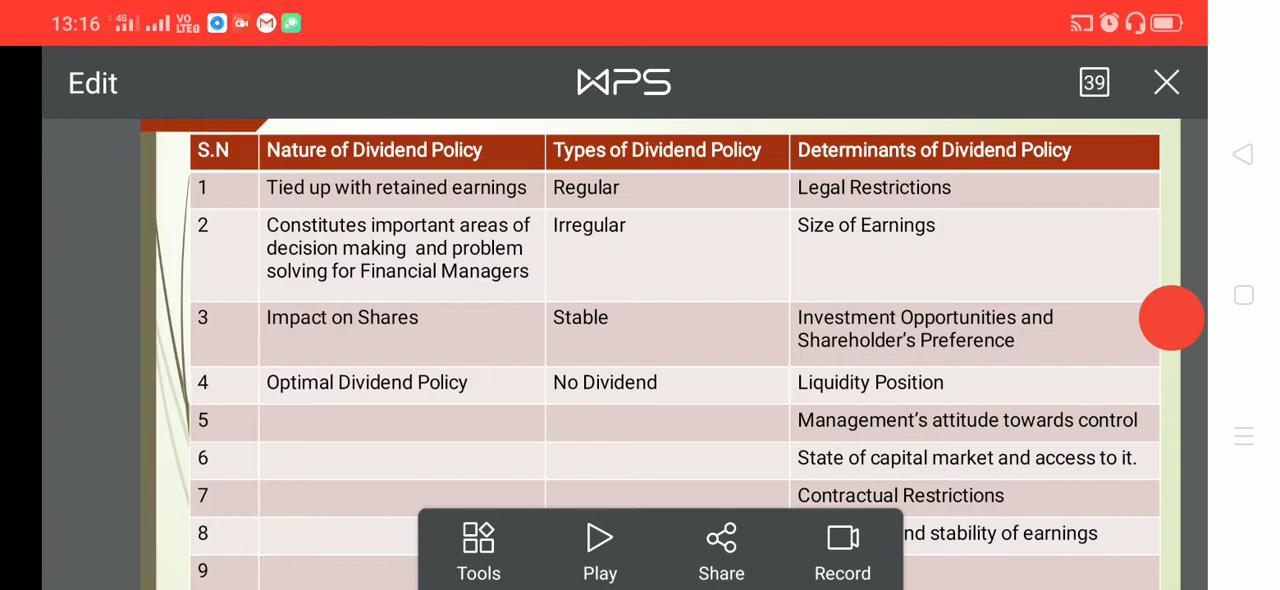 13:16 4G VO LTE
Edit WPS 39
S.N Nature of Dividend Policy Types of Dividend Policy Determinants of Dividend Policy
1 Tied up with retained earnings Regular Legal Restrictions
2 Constitutes important areas of Irregular Size of Earnings
decision making and problem
solving for Financial Managers
3 Impact on Shares Stable Investment Opportunities and
Shareholder's Preference
4 Optimal Dividend Policy No Dividend Liquidity Position
5 Management's attitude towards control
6 State of capital market and access to it.
7 Contractual Restrictions
8 nd stability of earnings
9
Tools Play Share Record